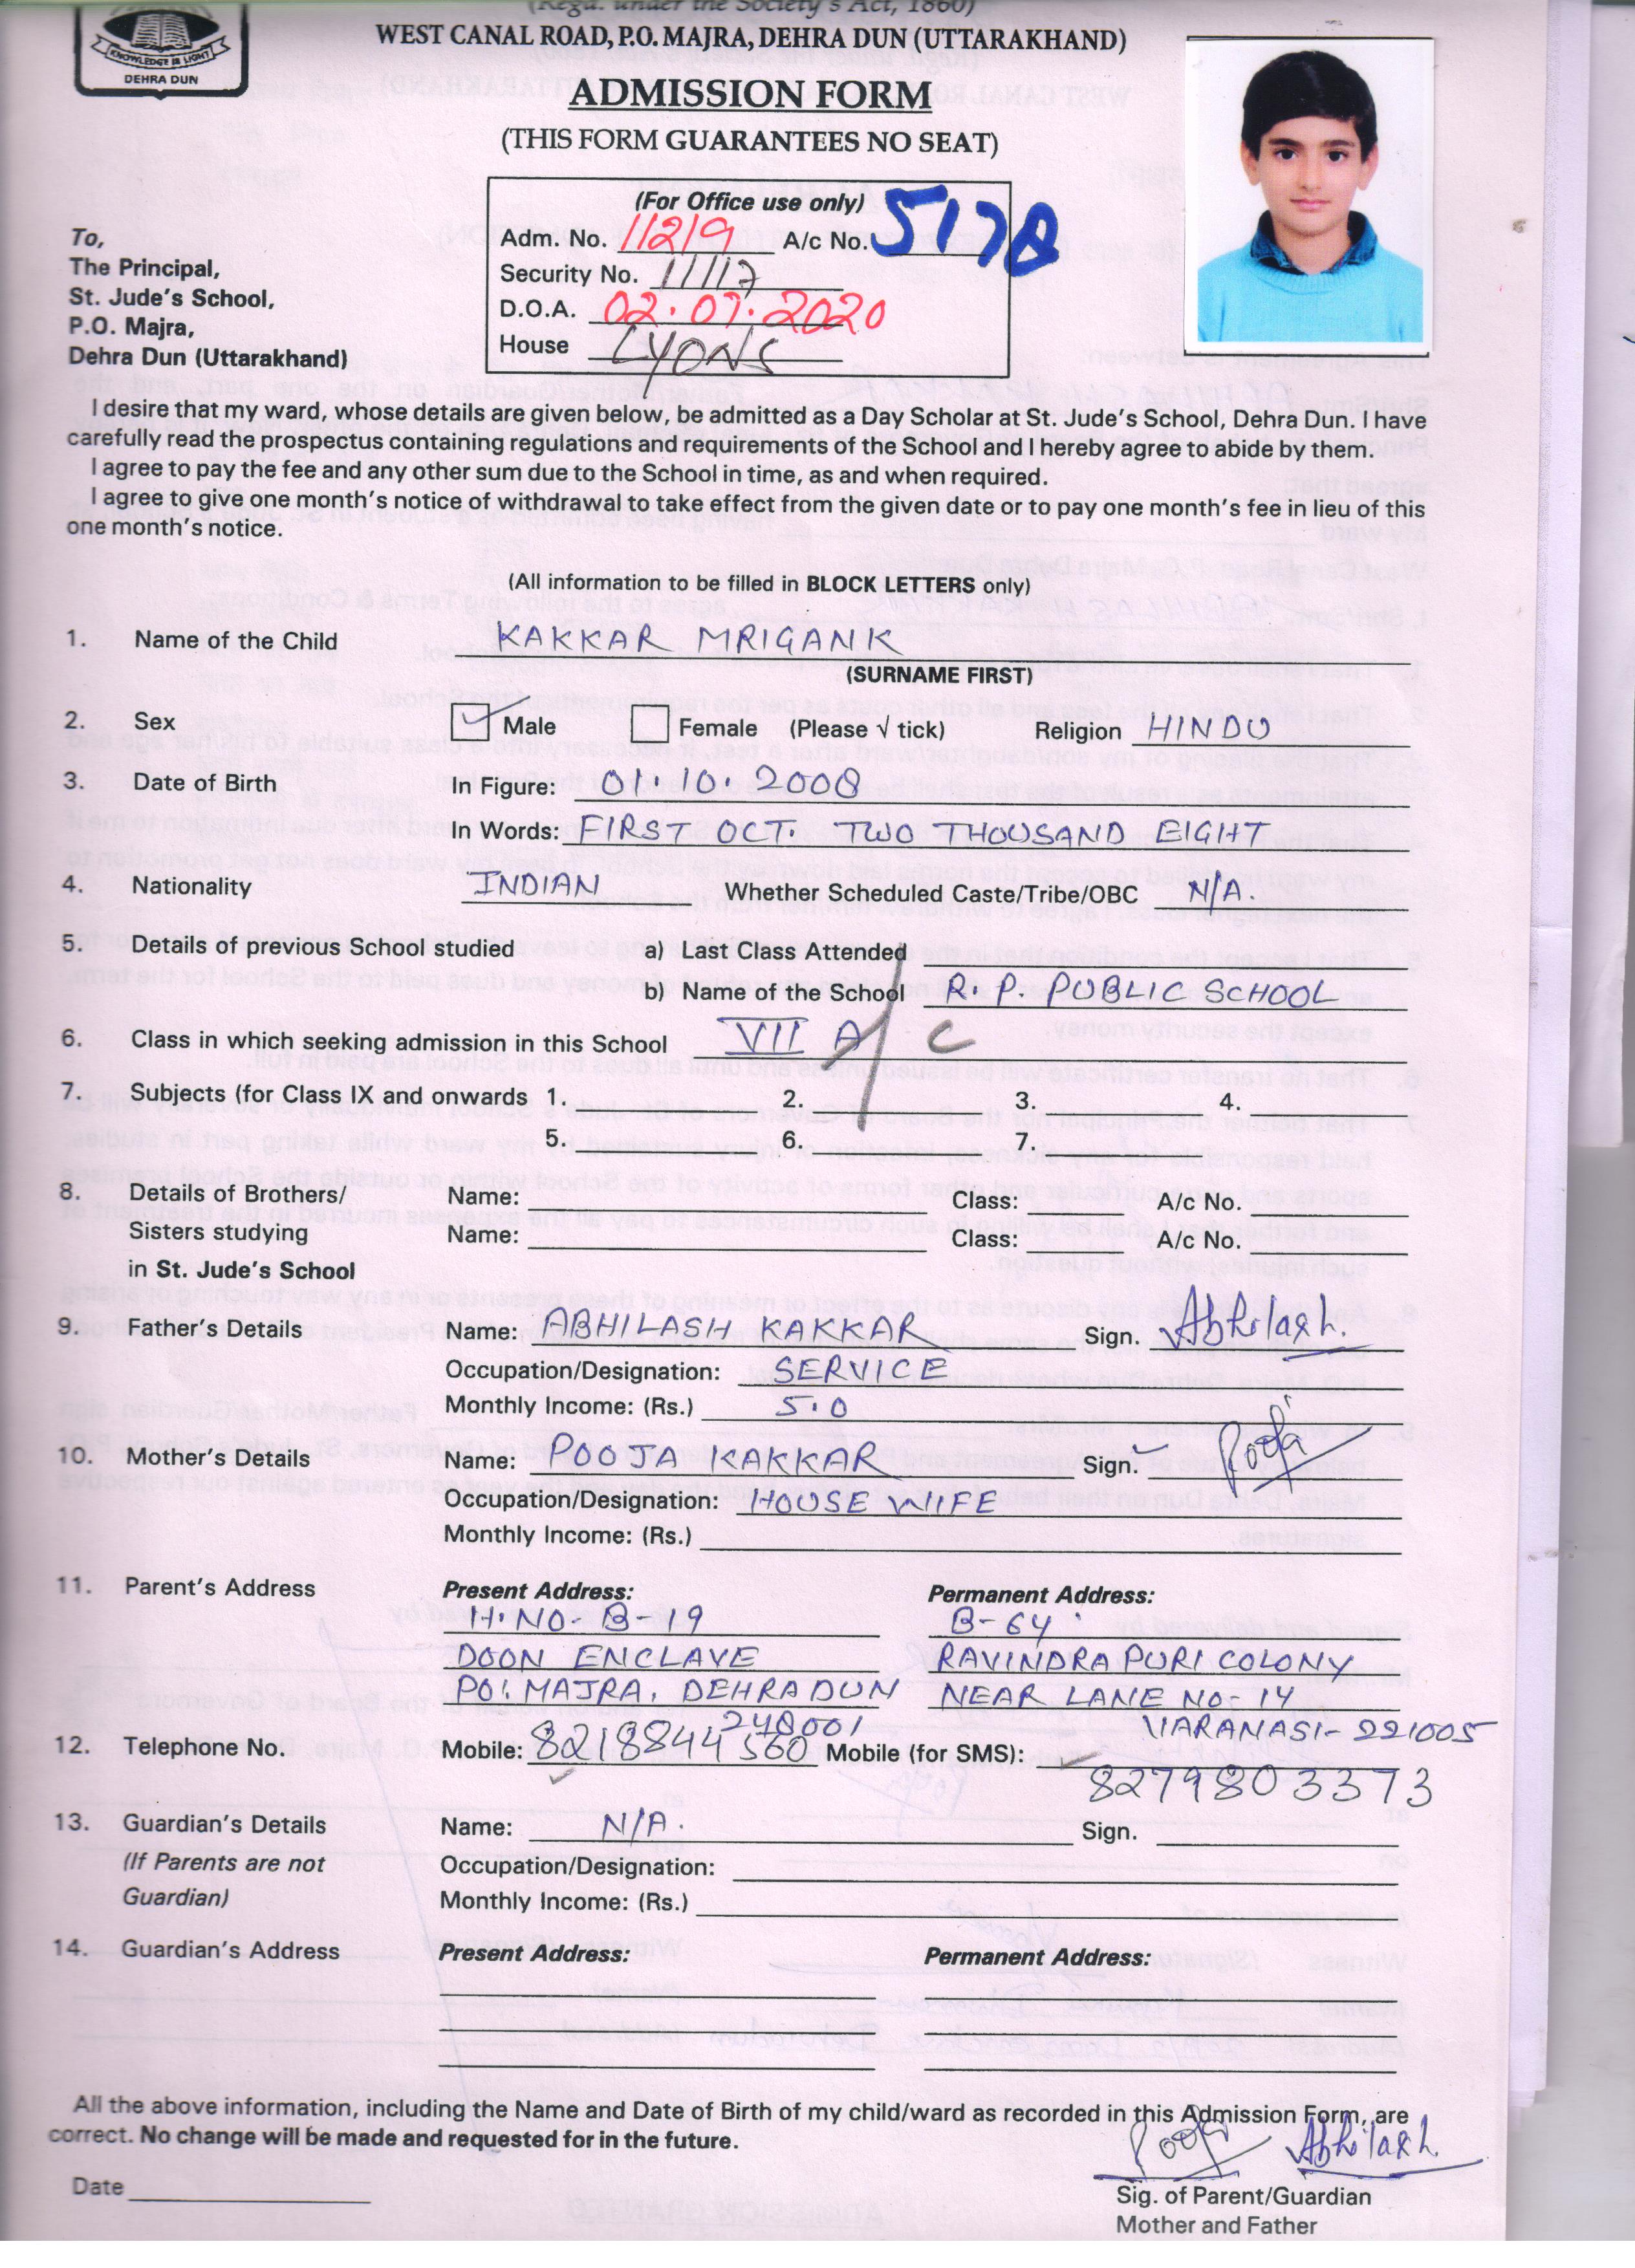 (Regd. under the Society's Act, 1860)
WEST CANAL ROAD, P.O. MAJRA, DEHRA DUN (UTTARAKHAND)
KNOWLEDGE IS LIGHT
DEHRA DUN
ADMISSION FORM
(THIS FORM GUARANTEES NO SEAT)
(For Office use only)
Adm. No. 11219 A/c No. 5178
Security No. 11117
D.O.A. 02.07.2020
House LYONS
To,
The Principal,
St. Jude's School,
P.O. Majra,
Dehra Dun (Uttarakhand)
I desire that my ward, whose details are given below, be admitted as a Day Scholar at St. Jude's School, Dehra Dun. I have
carefully read the prospectus containing regulations and requirements of the School and I hereby agree to abide by them.
I agree to pay the fee and any other sum due to the School in time, as and when required.
I agree to give one month's notice of withdrawal to take effect from the given date or to pay one month's fee in lieu of this
one month's notice.
(All information to be filled in BLOCK LETTERS only)
1. Name of the Child KAKKAR MRIGANK
(SURNAME FIRST)
2. Sex Male Female (Please √ tick) Religion HINDU
3. Date of Birth In Figure: 01.10.2008
In Words: FIRST OCT. TWO THOUSAND EIGHT
4. Nationality INDIAN Whether Scheduled Caste/Tribe/OBC N/A.
5. Details of previous School studied a) Last Class Attended
b) Name of the School R.P. PUBLIC SCHOOL
6. Class in which seeking admission in this School VII A / C
7. Subjects (for Class IX and onwards 1. 2. 3. 4.
5. 6. 7.
8. Details of Brothers/ Name: Class: A/c No.
Sisters studying Name: Class: A/c No.
in St. Jude's School
9. Father's Details Name: ABHILASH KAKKAR Sign. Abhilash.
Occupation/Designation: SERVICE
Monthly Income: (Rs.) 5.0
10. Mother's Details Name: POOJA KAKKAR Sign. Pooja
Occupation/Designation: HOUSE WIFE
Monthly Income: (Rs.)
11. Parent's Address Present Address: Permanent Address:
H.NO- B-19 B-64
DOON ENCLAVE RAVINDRA PURI COLONY
PO: MAJRA, DEHRADUN NEAR LANE NO-14
248001 VARANASI-221005
12. Telephone No. Mobile: 8218844560 Mobile (for SMS):
8279803373
13. Guardian's Details Name: N/A. Sign.
(If Parents are not Occupation/Designation:
Guardian) Monthly Income: (Rs.)
14. Guardian's Address Present Address: Permanent Address:
All the above information, including the Name and Date of Birth of my child/ward as recorded in this Admission Form, are
correct. No change will be made and requested for in the future.
Pooja Abhilash.
Date
Sig. of Parent/Guardian
Mother and Father